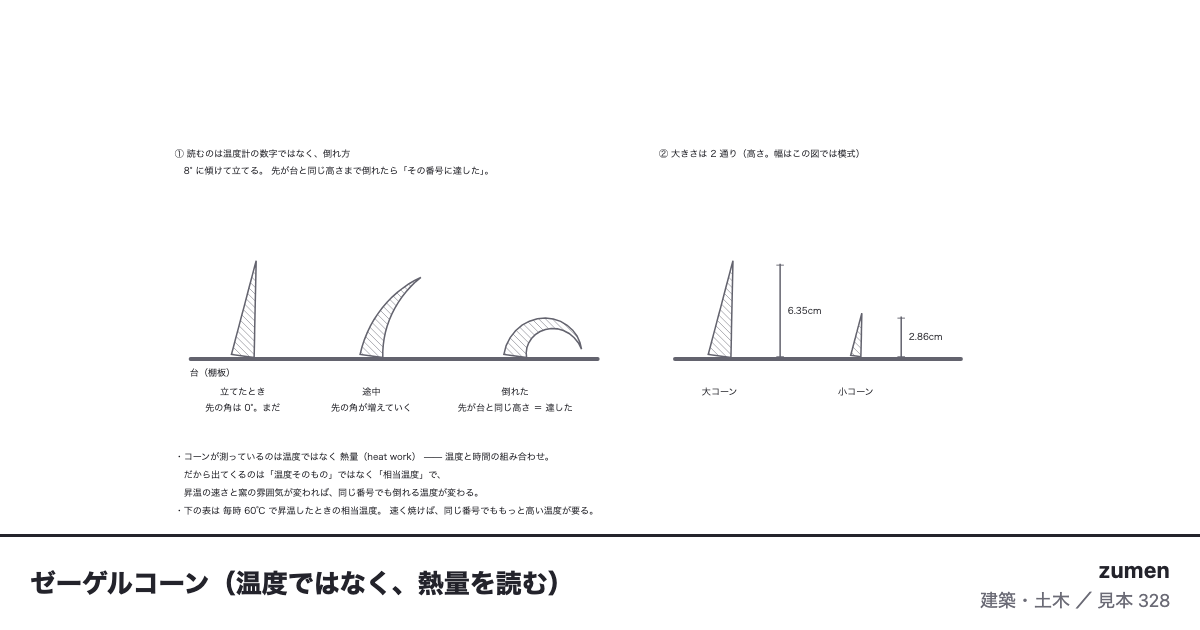 ① 読むのは温度計の数字ではなく、倒れ方
8° に傾けて立てる。 先が台と同じ高さまで倒れたら「その番号に達した」。
② 大きさは 2 通り（高さ。幅はこの図では模式）
6.35cm
2.86cm
台（棚板）
立てたとき
先の角は 0°。まだ
途中
先の角が増えていく
倒れた
先が台と同じ高さ ＝ 達した
大コーン
小コーン
・コーンが測っているのは温度ではなく 熱量（heat work） —— 温度と時間の組み合わせ。
だから出てくるのは「温度そのもの」ではなく「相当温度」で、
昇温の速さと窯の雰囲気が変われば、同じ番号でも倒れる温度が変わる。
・下の表は 毎時 60℃ で昇温したときの相当温度。 速く焼けば、同じ番号でももっと高い温度が要る。
ゼーゲルコーン（温度ではなく、熱量を読む）
zumen
建築・土木 ／ 見本 328